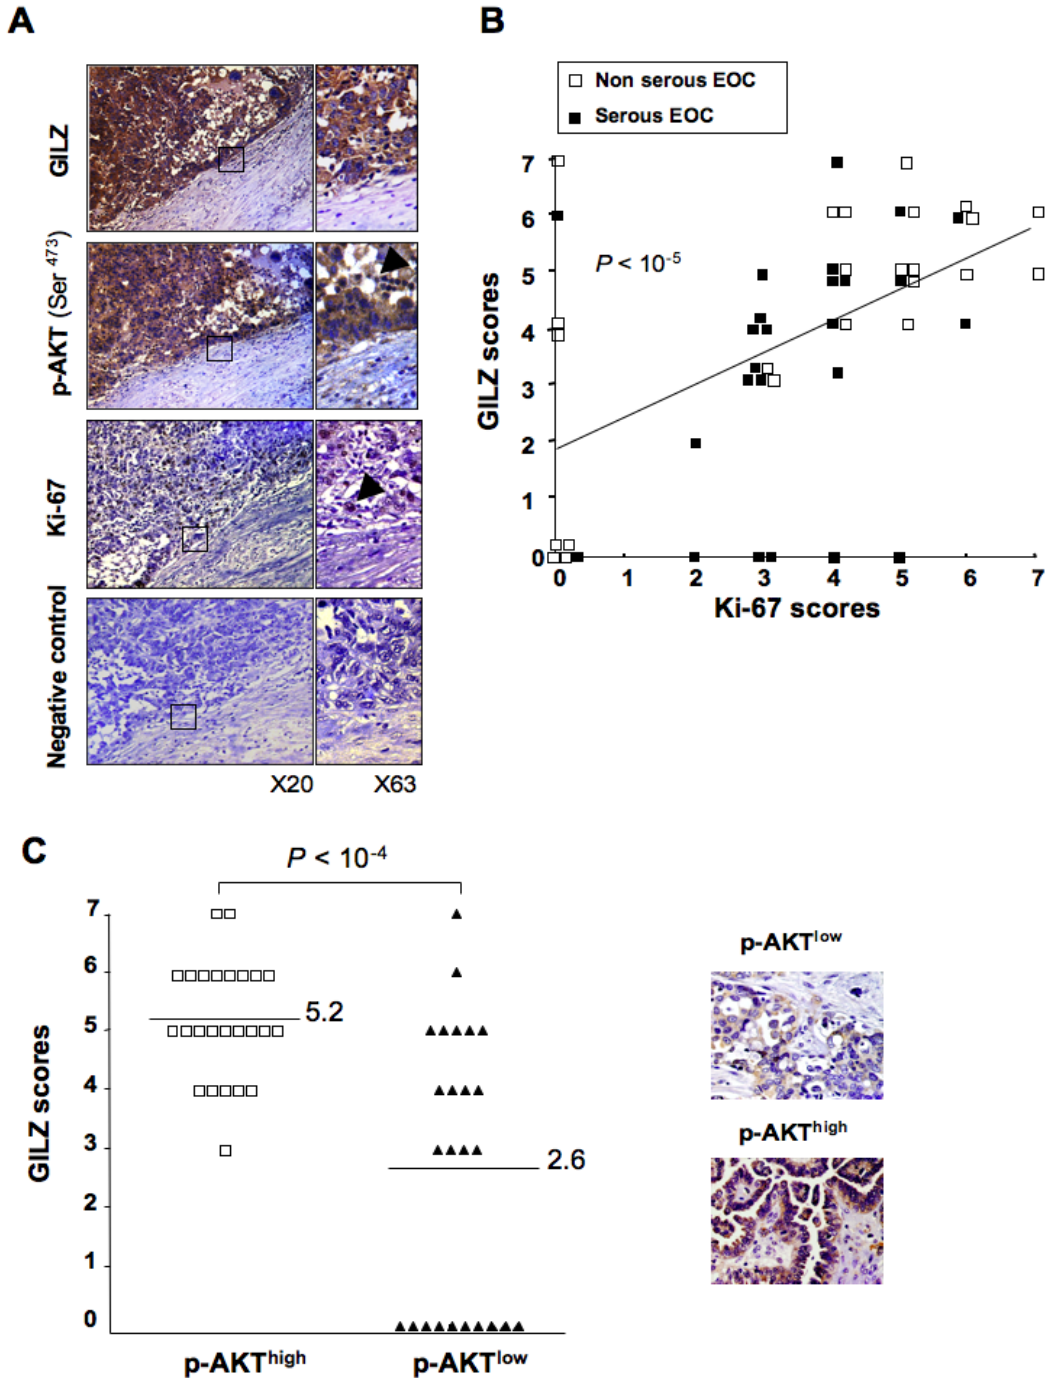 A
GILZ
p-AKT (Ser 473)
Ki-67
Negative control
X20 X63
B
Non serous EOC
Serous EOC
P < 10-5
GILZ scores
7
6
5
4
3
2
1
0
0 1 2 3 4 5 6 7
Ki-67 scores
C
P < 10-4
GILZ scores
7
6
5
4
3
2
1
0
5.2
2.6
p-AKThigh p-AKTlow
p-AKTlow
p-AKThigh